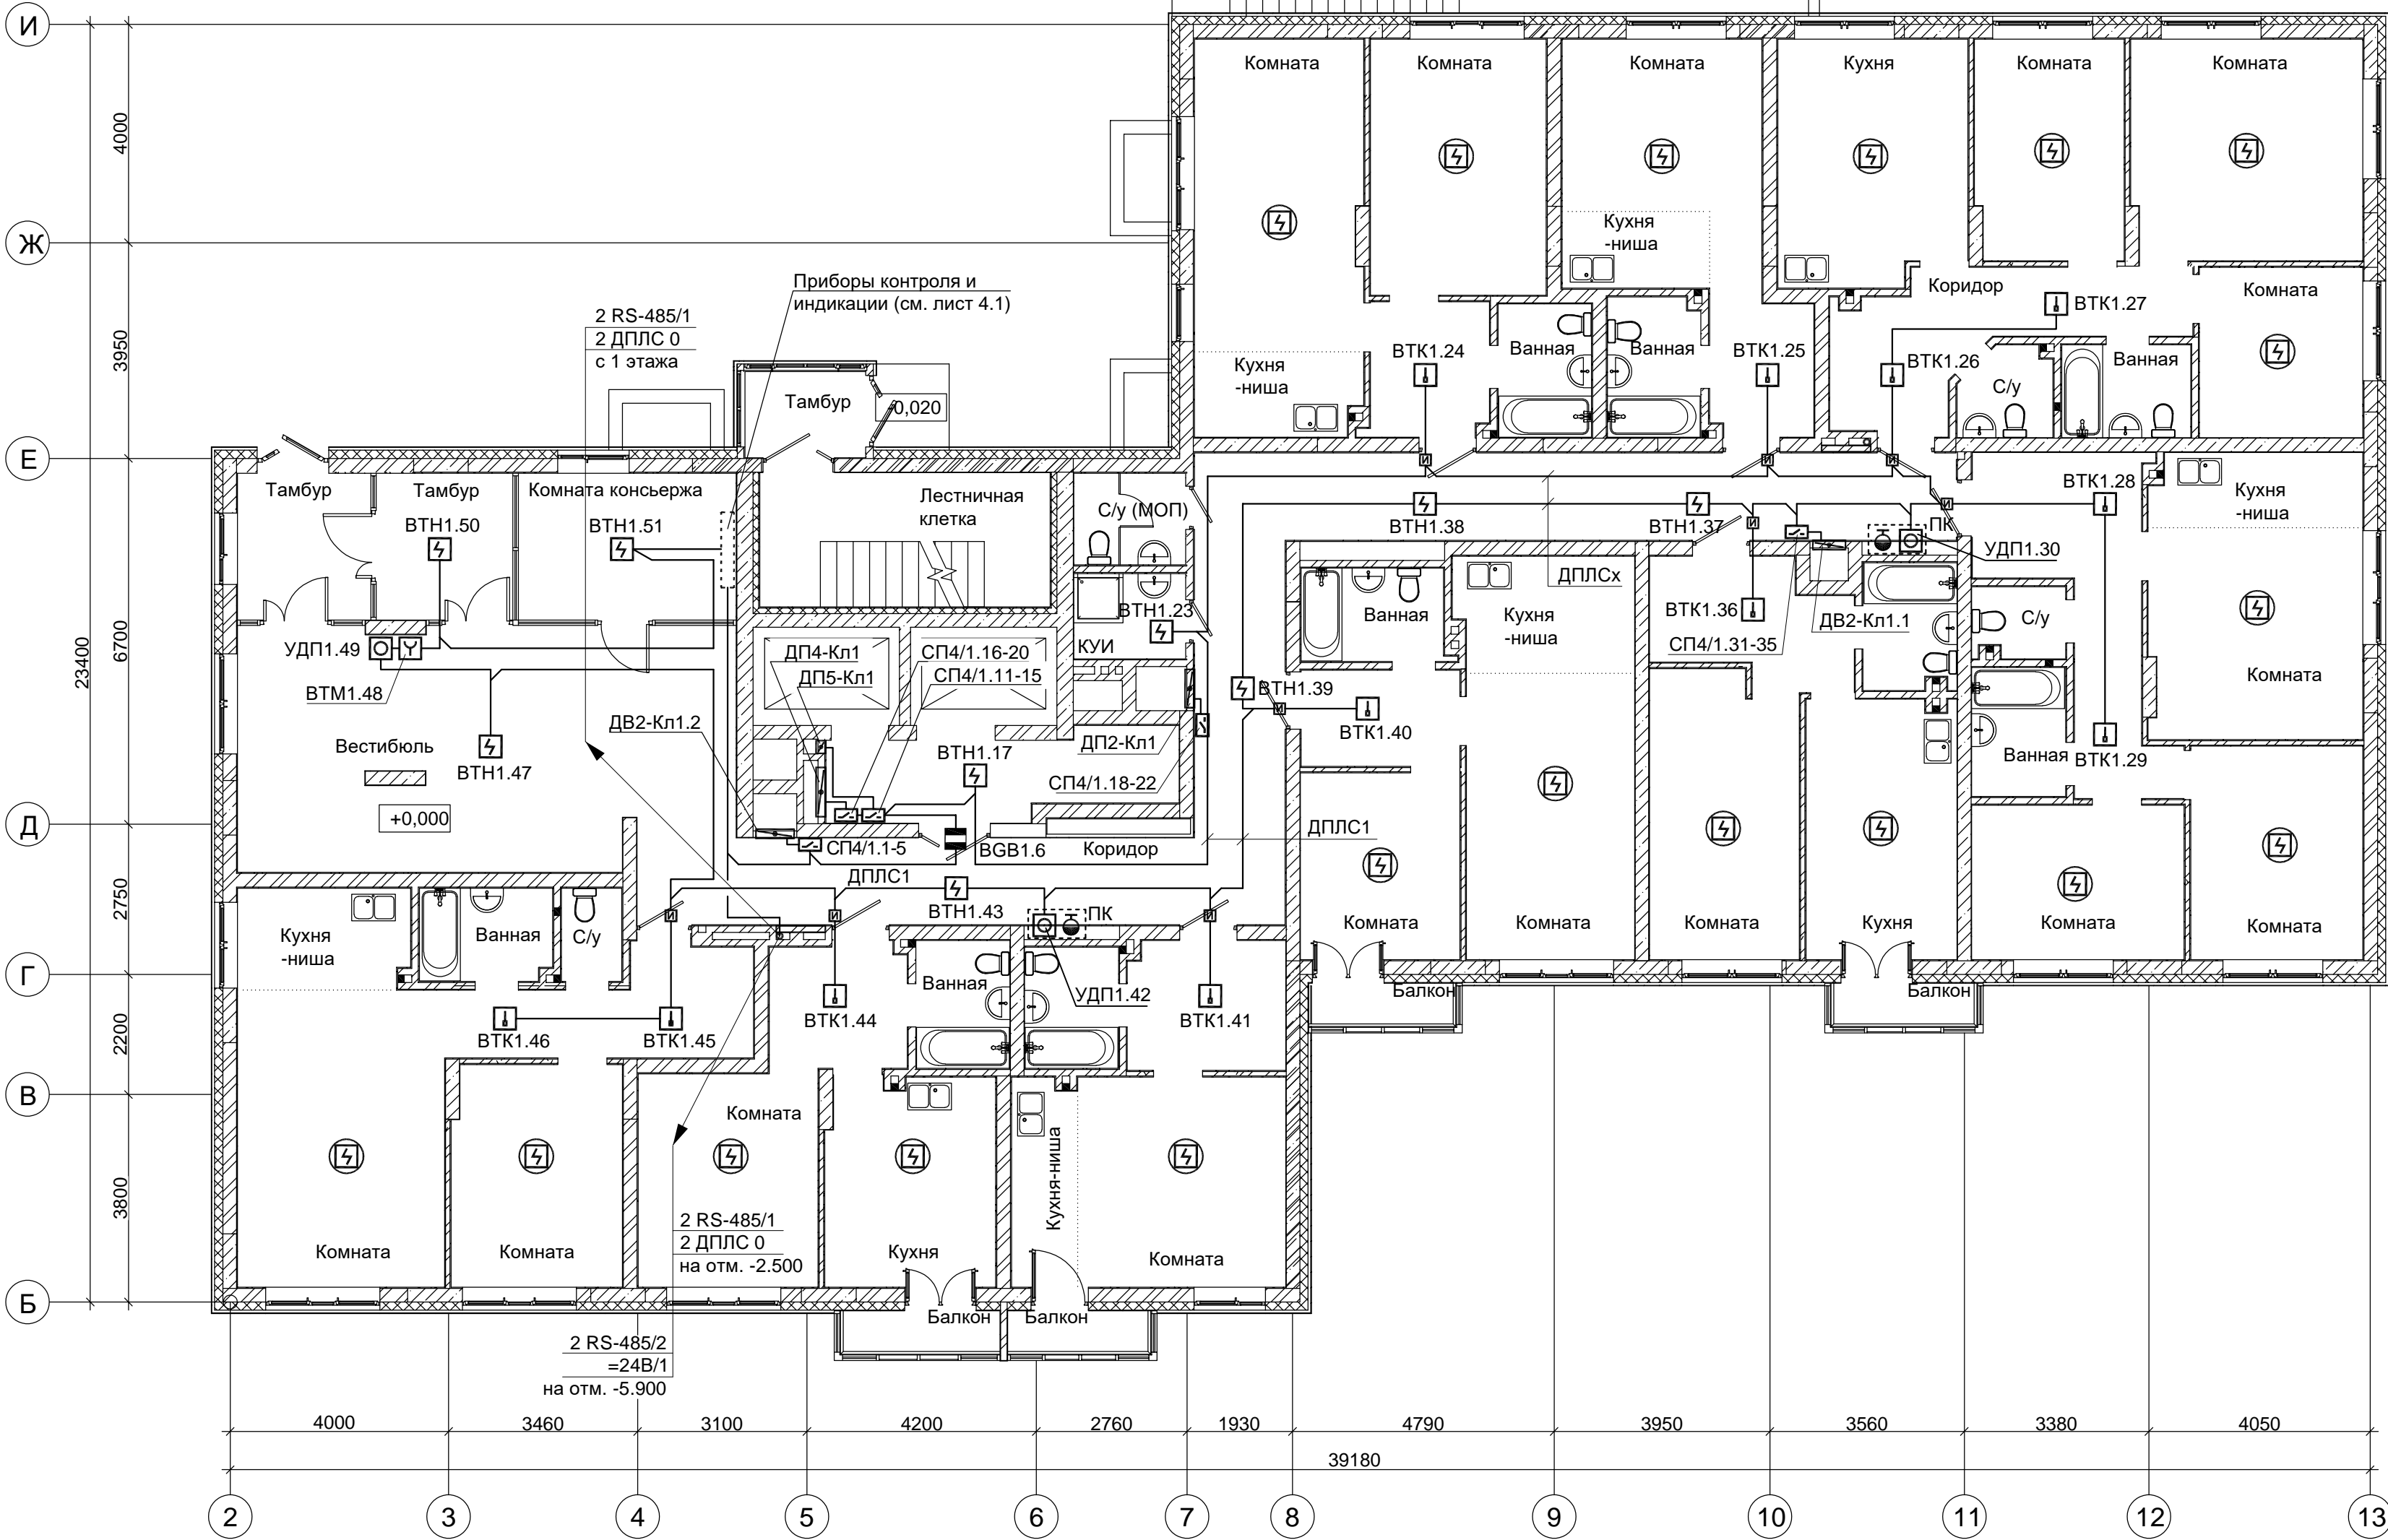 И
Ж
Е
Д
Г
В
Б
4000
3950
6700
2750
2200
3800
23400
Комната
Комната
Комната
Кухня
Комната
Комната
Кухня
-ниша
Приборы контроля и
индикации (см. лист 4.1)
2 RS-485/1
2 ДПЛС 0
с 1 этажа
Коридор
ВТК1.27
Комната
Кухня
-ниша
ВТК1.24
Ванная
Ванная
ВТК1.25
ВТК1.26
Ванная
С/у
Тамбур
0,020
Тамбур
Тамбур
Комната консьержа
ВТН1.50
ВТН1.51
Лестничная
клетка
С/у (МОП)
ВТН1.38
ВТН1.37
ВТК1.28
Кухня
-ниша
ПК
УДП1.30
ДПЛСх
ВТН1.23
КУИ
Ванная
Кухня
-ниша
ВТК1.36
СП4/1.31-35
ДВ2-Кл1.1
С/у
УДП1.49
ВТМ1.48
ДП4-Кл1
ДП5-Кл1
СП4/1.16-20
СП4/1.11-15
ВТН1.39
ВТК1.40
Комната
Вестибюль
ВТН1.47
ДВ2-Кл1.2
ВТН1.17
ДП2-Кл1
СП4/1.18-22
Ванная
ВТК1.29
+0,000
СП4/1.1-5
BGB1.6
Коридор
ДПЛС1
ДПЛС1
ВТН1.43
ПК
Кухня
-ниша
Ванная
С/у
Комната
Комната
Комната
Кухня
Комната
Комната
Ванная
УДП1.42
Балкон
Балкон
ВТК1.46
ВТК1.45
ВТК1.44
ВТК1.41
Комната
Кухня-ниша
2 RS-485/1
2 ДПЛС 0
на отм. -2.500
Комната
Комната
Кухня
Комната
Балкон
Балкон
2 RS-485/2
=24В/1
на отм. -5.900
4000
3460
3100
4200
2760
1930
4790
3950
3560
3380
4050
39180
2
3
4
5
6
7
8
9
10
11
12
13